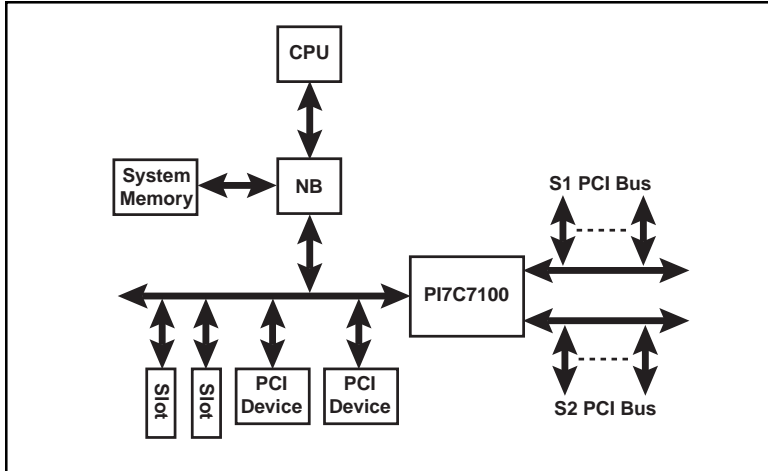 CPU
System
Memory
NB
S1 PCI Bus
PI7C7100
Slot
Slot
PCI
Device
PCI
Device
S2 PCI Bus